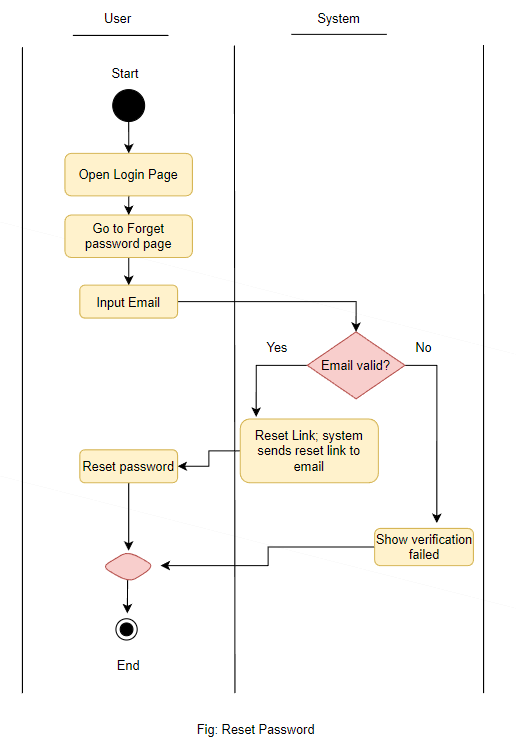 User
System
Start
Open Login Page
Go to Forget
password page
Input Email
Email valid?
Yes
No
Reset Link; system
sends reset link to
email
Reset password
Show verification
failed
End
Fig: Reset Password